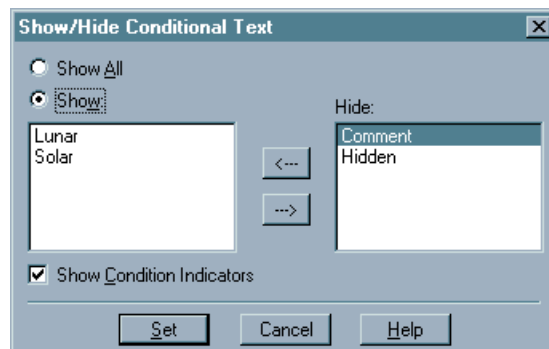 Show/Hide Conditional Text
Show All
Show:
Hide:
Lunar
Solar
Comment
Hidden
<---
--->
Show Condition Indicators
Set
Cancel
Help